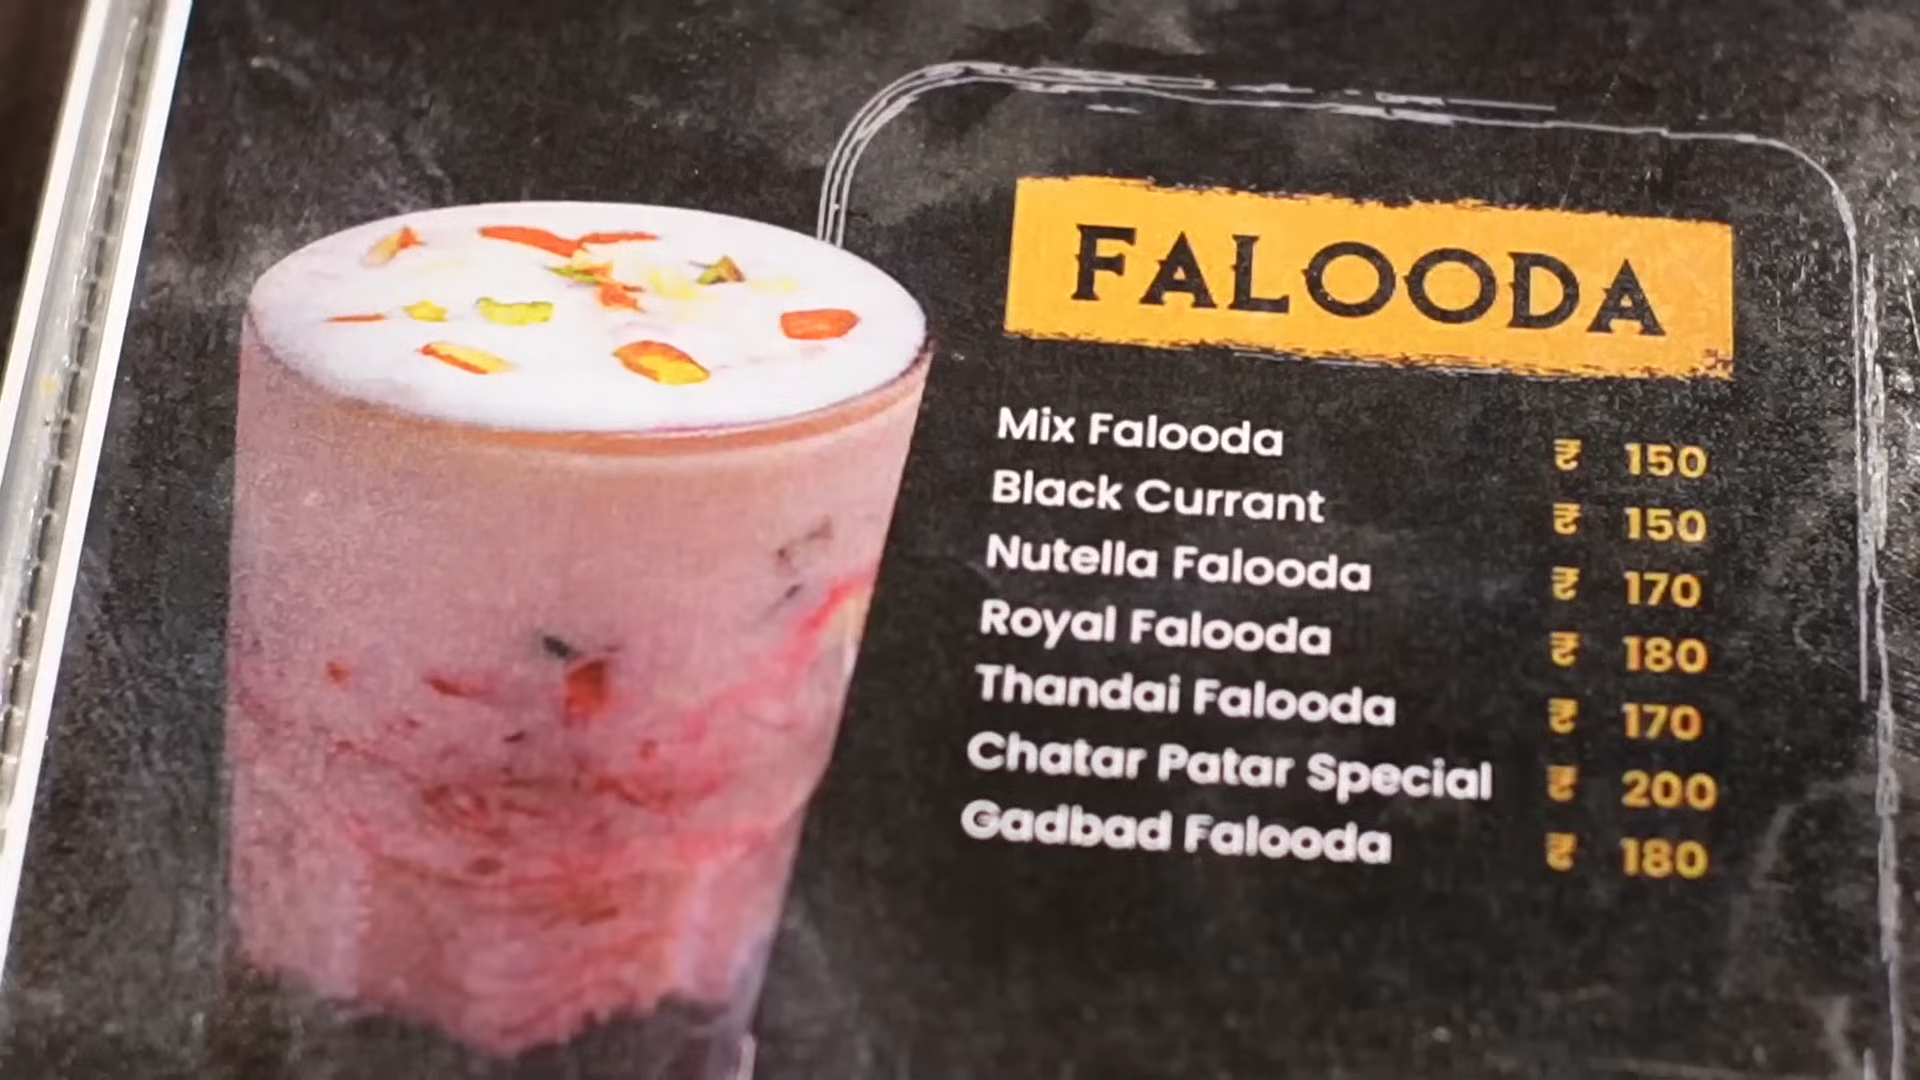 FALOODA
Mix Falooda ₹ 150
Black Currant ₹ 150
Nutella Falooda ₹ 170
Royal Falooda ₹ 180
Thandai Falooda ₹ 170
Chatar Patar Special ₹ 200
Gadbad Falooda ₹ 180